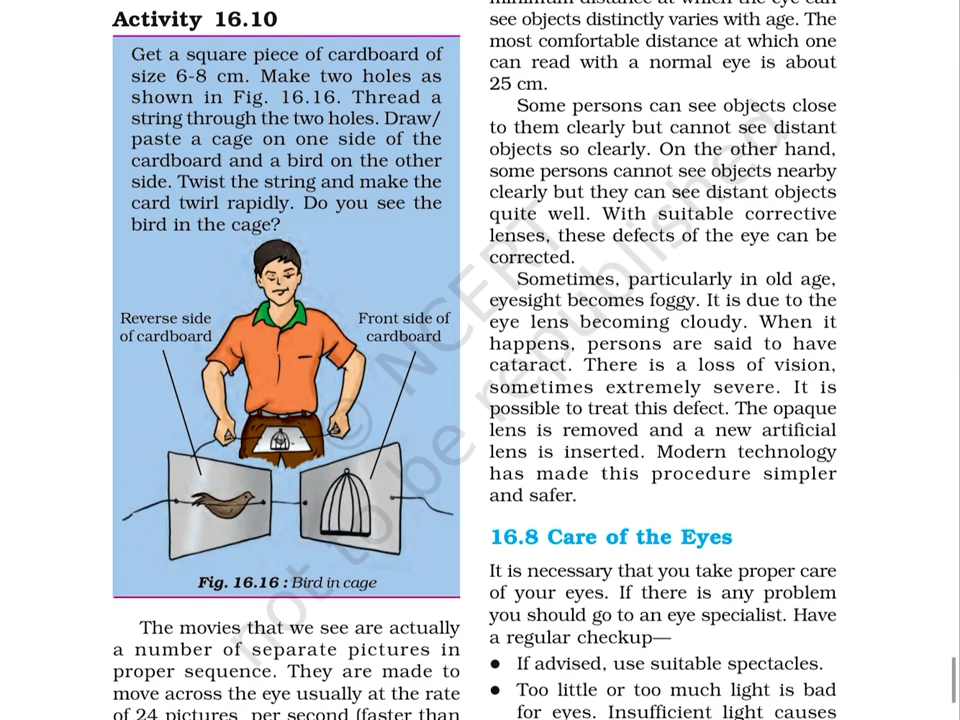 Activity 16.10
Get a square piece of cardboard of
size 6-8 cm. Make two holes as
shown in Fig. 16.16. Thread a
string through the two holes. Draw/
paste a cage on one side of the
cardboard and a bird on the other
side. Twist the string and make the
card twirl rapidly. Do you see the
bird in the cage?
Reverse side
of cardboard
Front side of
cardboard
Fig. 16.16 : Bird in cage
The movies that we see are actually
a number of separate pictures in
proper sequence. They are made to
move across the eye usually at the rate
of 24 pictures per second (faster than
minimum distance at which the eye can
see objects distinctly varies with age. The
most comfortable distance at which one
can read with a normal eye is about
25 cm.
Some persons can see objects close
to them clearly but cannot see distant
objects so clearly. On the other hand,
some persons cannot see objects nearby
clearly but they can see distant objects
quite well. With suitable corrective
lenses, these defects of the eye can be
corrected.
Sometimes, particularly in old age,
eyesight becomes foggy. It is due to the
eye lens becoming cloudy. When it
happens, persons are said to have
cataract. There is a loss of vision,
sometimes extremely severe. It is
possible to treat this defect. The opaque
lens is removed and a new artificial
lens is inserted. Modern technology
has made this procedure simpler
and safer.
16.8 Care of the Eyes
It is necessary that you take proper care
of your eyes. If there is any problem
you should go to an eye specialist. Have
a regular checkup—
● If advised, use suitable spectacles.
● Too little or too much light is bad
for eyes. Insufficient light causes
© NCERT
not to be republished